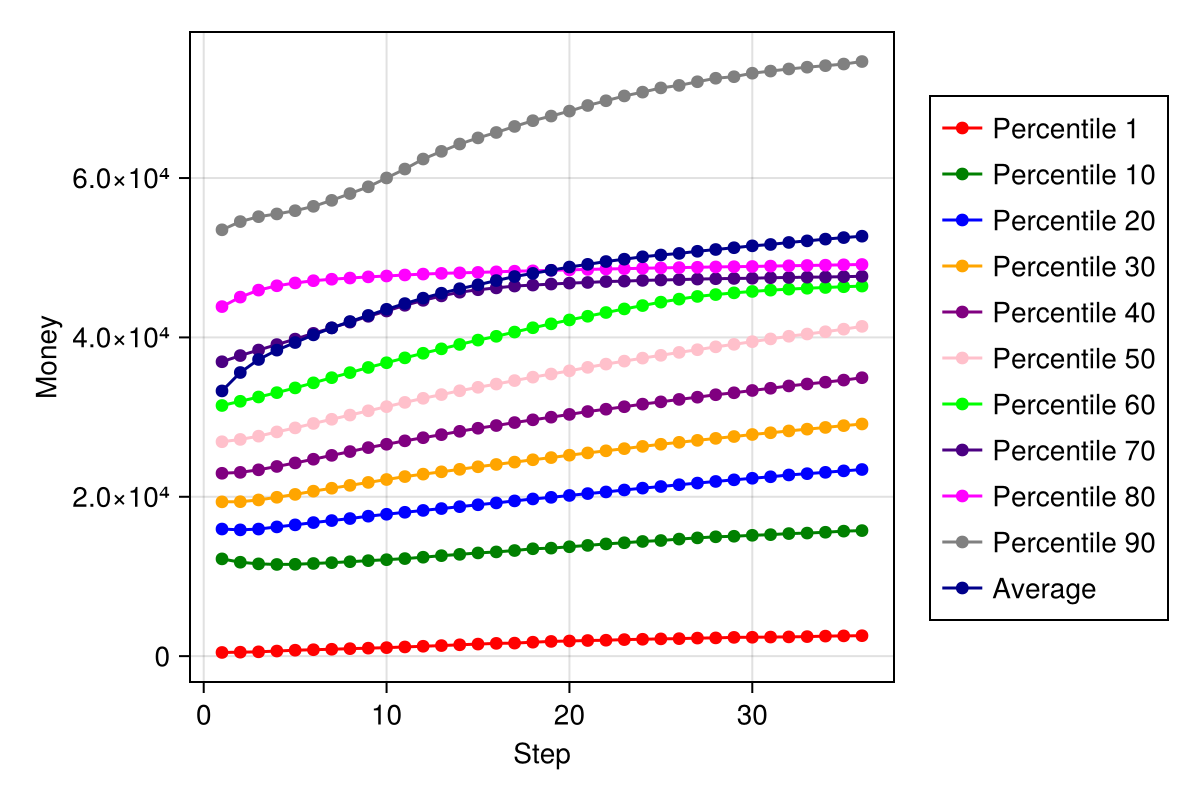 6.0×10⁴
4.0×10⁴
2.0×10⁴
0
Money
0 10 20 30
Step
Percentile 1
Percentile 10
Percentile 20
Percentile 30
Percentile 40
Percentile 50
Percentile 60
Percentile 70
Percentile 80
Percentile 90
Average